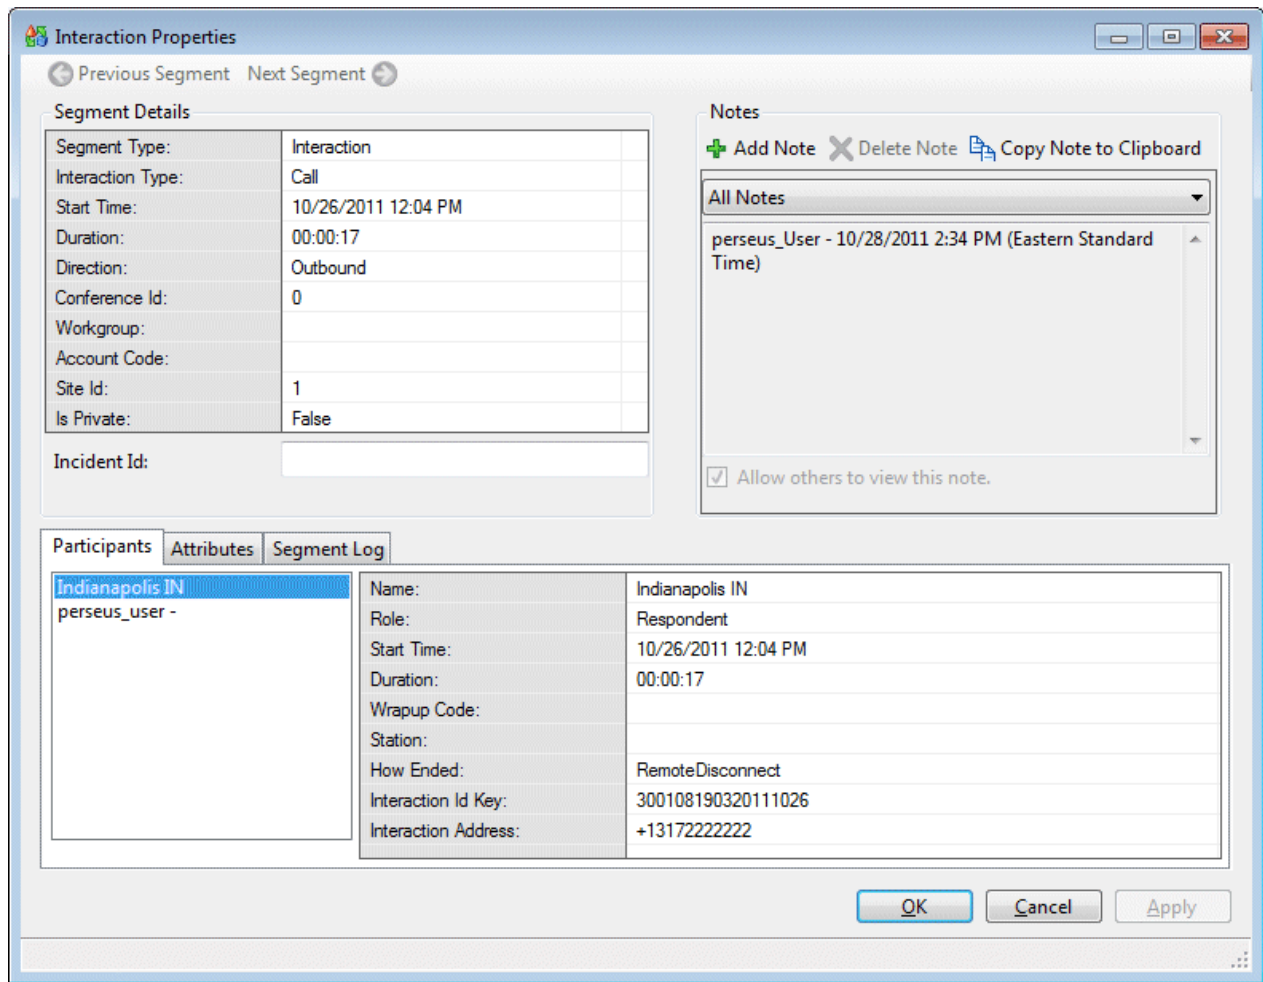 Interaction Properties
Previous Segment Next Segment
Segment Details
Segment Type: Interaction
Interaction Type: Call
Start Time: 10/26/2011 12:04 PM
Duration: 00:00:17
Direction: Outbound
Conference Id: 0
Workgroup:
Account Code:
Site Id: 1
Is Private: False
Incident Id:
Notes
Add Note Delete Note Copy Note to Clipboard
All Notes
perseus_User - 10/28/2011 2:34 PM (Eastern Standard
Time)
Allow others to view this note.
Participants Attributes Segment Log
Indianapolis IN
perseus_user -
Name: Indianapolis IN
Role: Respondent
Start Time: 10/26/2011 12:04 PM
Duration: 00:00:17
Wrapup Code:
Station:
How Ended: RemoteDisconnect
Interaction Id Key: 300108190320111026
Interaction Address: +13172222222
OK Cancel Apply